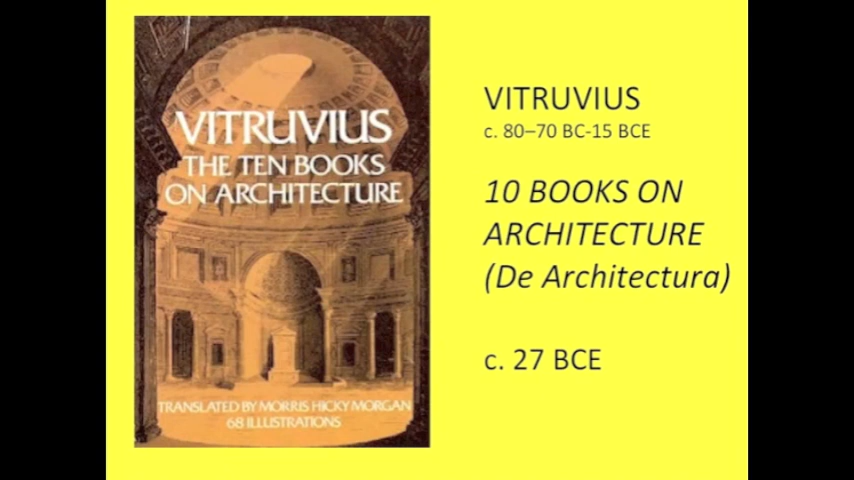 VITRUVIUS
THE TEN BOOKS
ON ARCHITECTURE
TRANSLATED BY MORRIS HICKY MORGAN
68 ILLUSTRATIONS
VITRUVIUS
c. 80–70 BC-15 BCE
10 BOOKS ON
ARCHITECTURE
(De Architectura)
c. 27 BCE